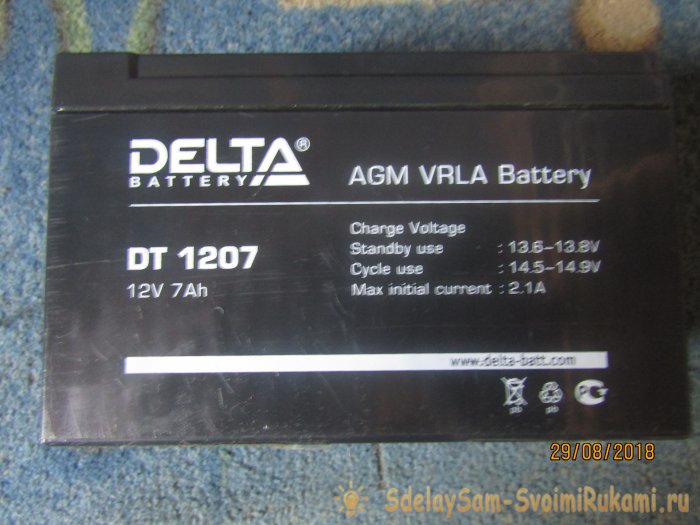 DELTA®
BATTERY
AGM VRLA Battery
DT 1207
12V 7Ah
Charge Voltage
Standby use : 13.6–13.8V
Cycle use : 14.5–14.9V
Max initial current : 2.1A
www.delta-batt.com
pb pb
29/08/2018
SdelaySam-SvoimiRukami.ru